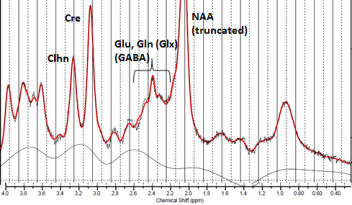 NAA
Cre
(truncated)
Glu, Gln (Glx)
Clhn
(GABA)
4.0 3.8 3.6 3.4 3.2 3.0 2.8 2.6 2.4 2.2 2.0 1.8 1.6 1.4 1.2 1.0 0.80 0.60 0.40
Chemical Shift (ppm)